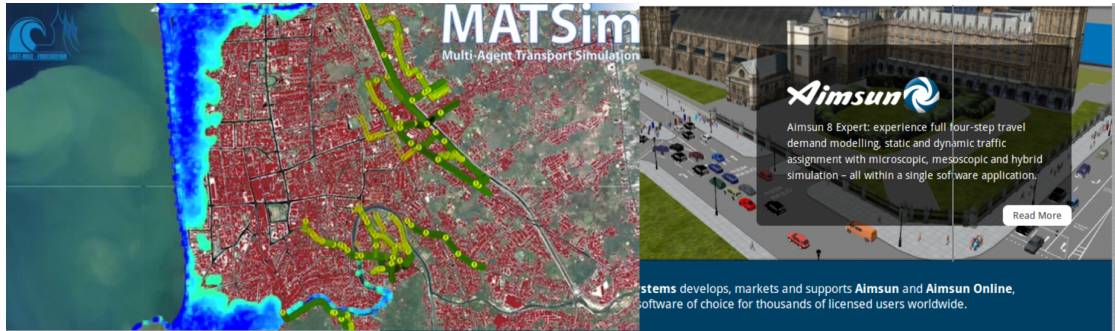 MATSim
Multi-Agent Transport Simulation
Aimsun
Aimsun 8 Expert: experience full four-step travel
demand modelling, static and dynamic traffic
assignment with microscopic, mesoscopic and hybrid
simulation – all within a single software application.
Read More
stems develops, markets and supports Aimsun and Aimsun Online,
oftware of choice for thousands of licensed users worldwide.